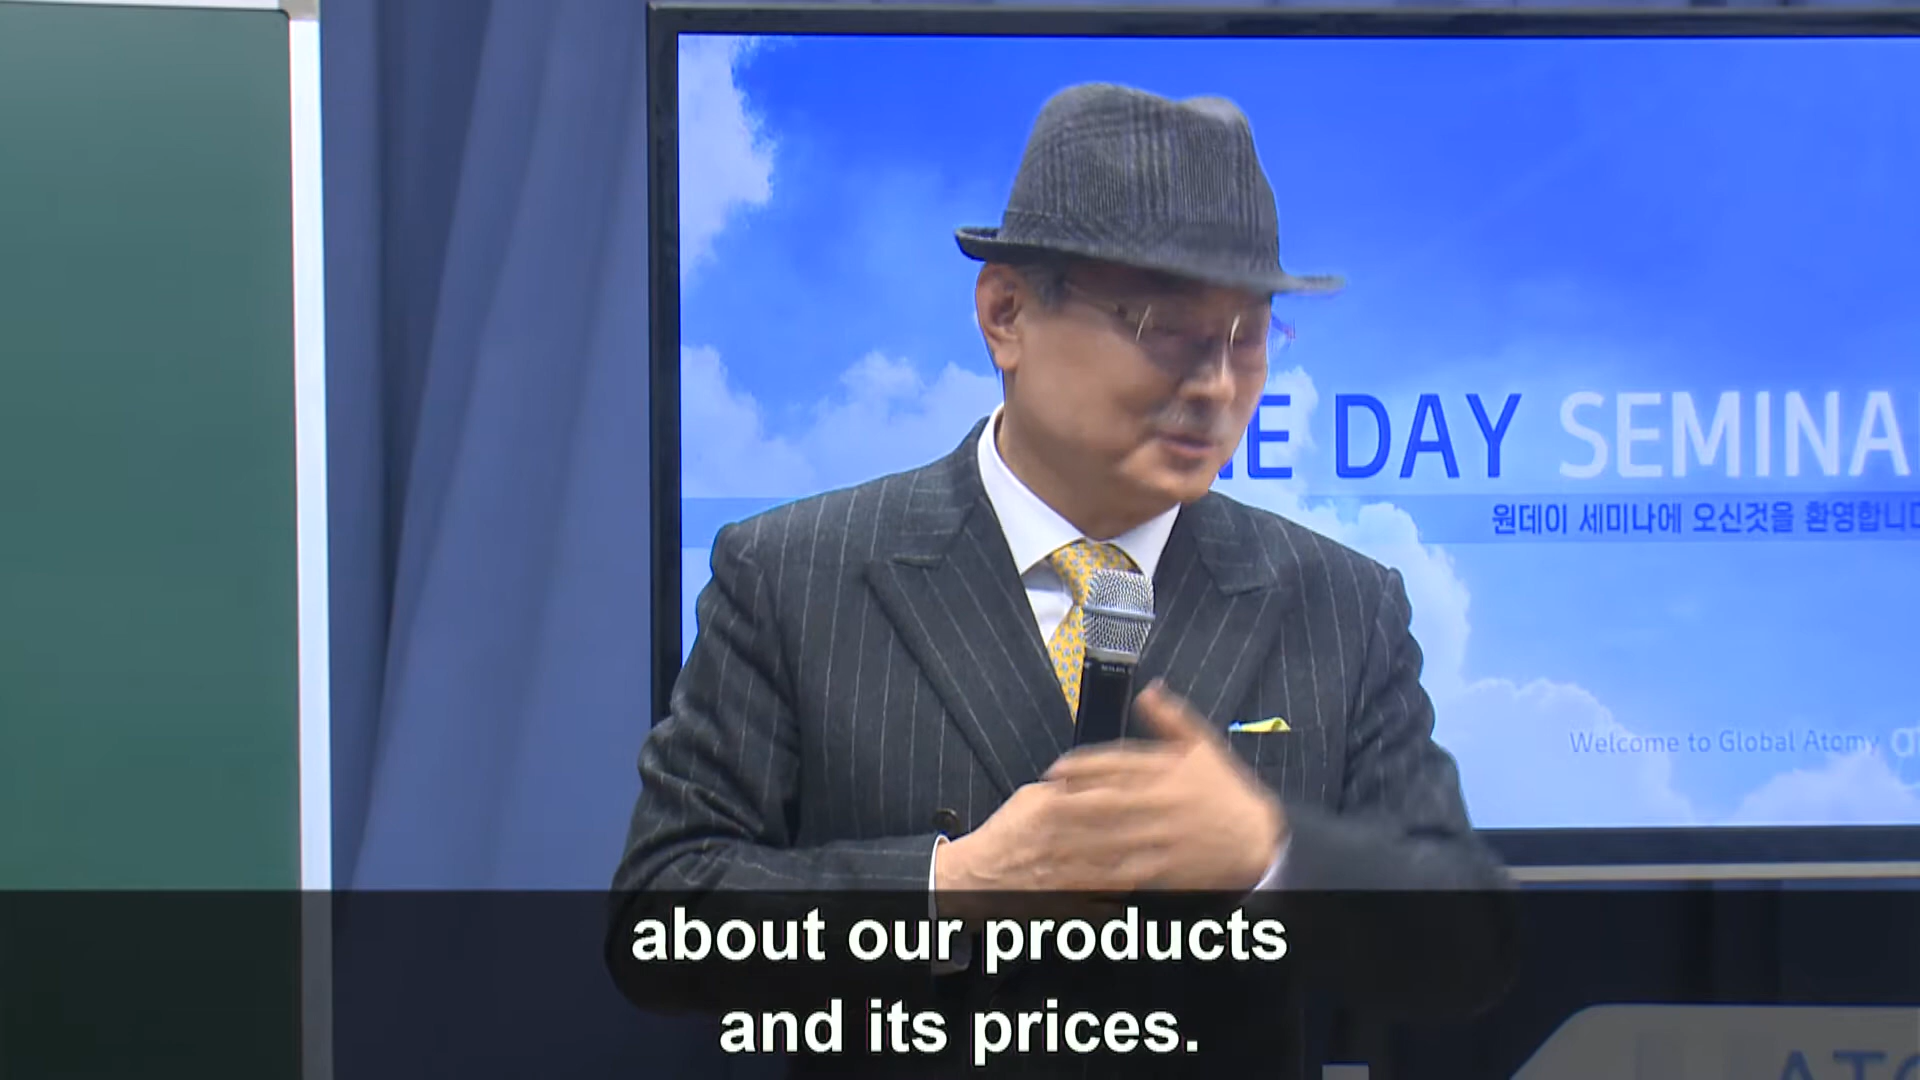 E DAY SEMINA
원데이 세미나에 오신것을 환영합니
Welcome to Global Atomy
about our products
and its prices.
ATO